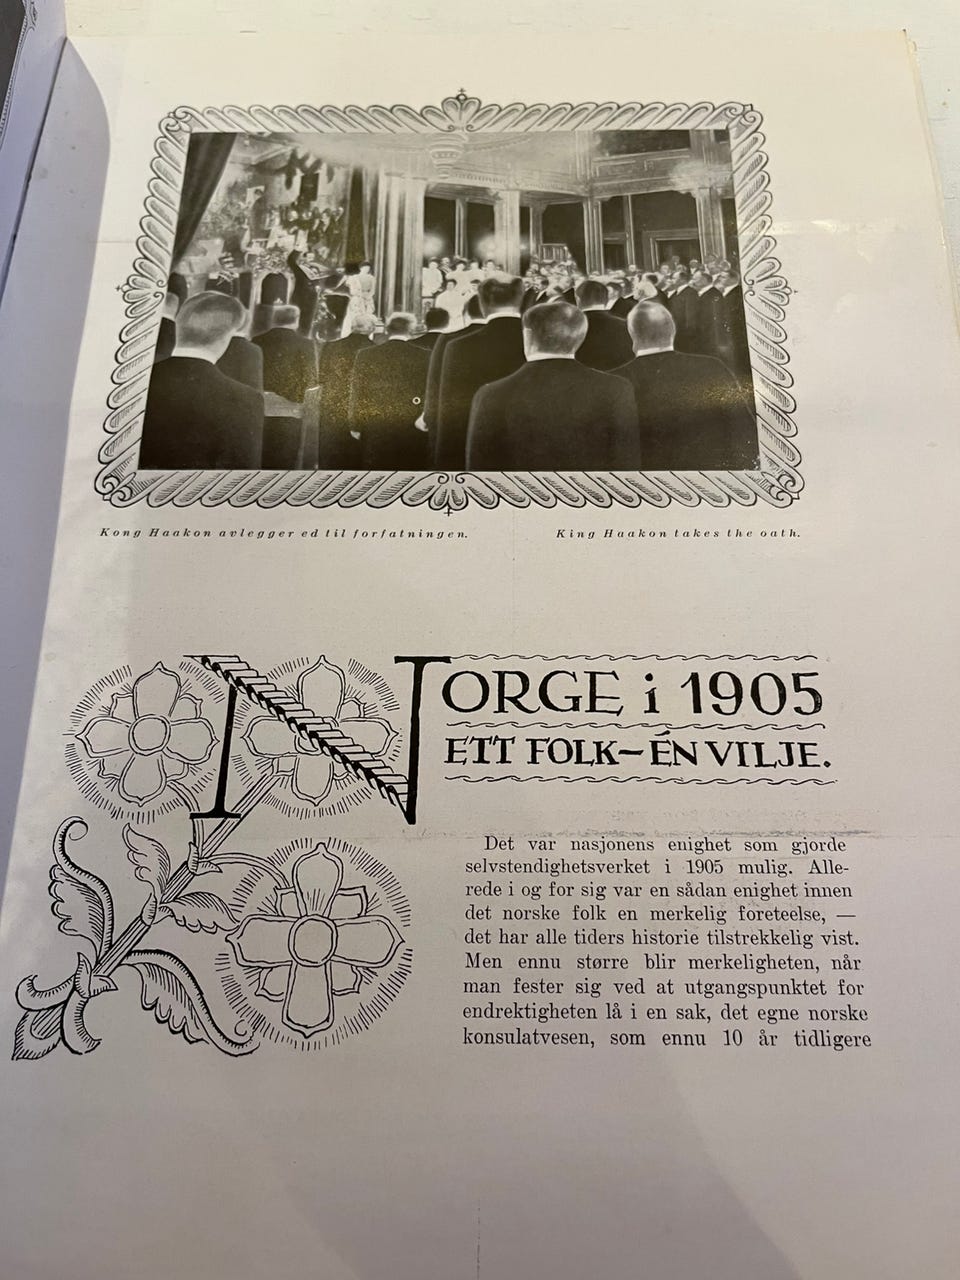 Kong Haakon avlegger ed til forfatningen.
King Haakon takes the oath.
NORGE i 1905
ETT FOLK—ÉN VILJE.
Det var nasjonens enighet som gjorde
selvstendighetsverket i 1905 mulig. Alle-
rede i og for sig var en sådan enighet innen
det norske folk en merkelig foreteelse, —
det har alle tiders historie tilstrekkelig vist.
Men ennu større blir merkeligheten, når
man fester sig ved at utgangspunktet for
endrektigheten lå i en sak, det egne norske
konsulatvesen, som ennu 10 år tidligere